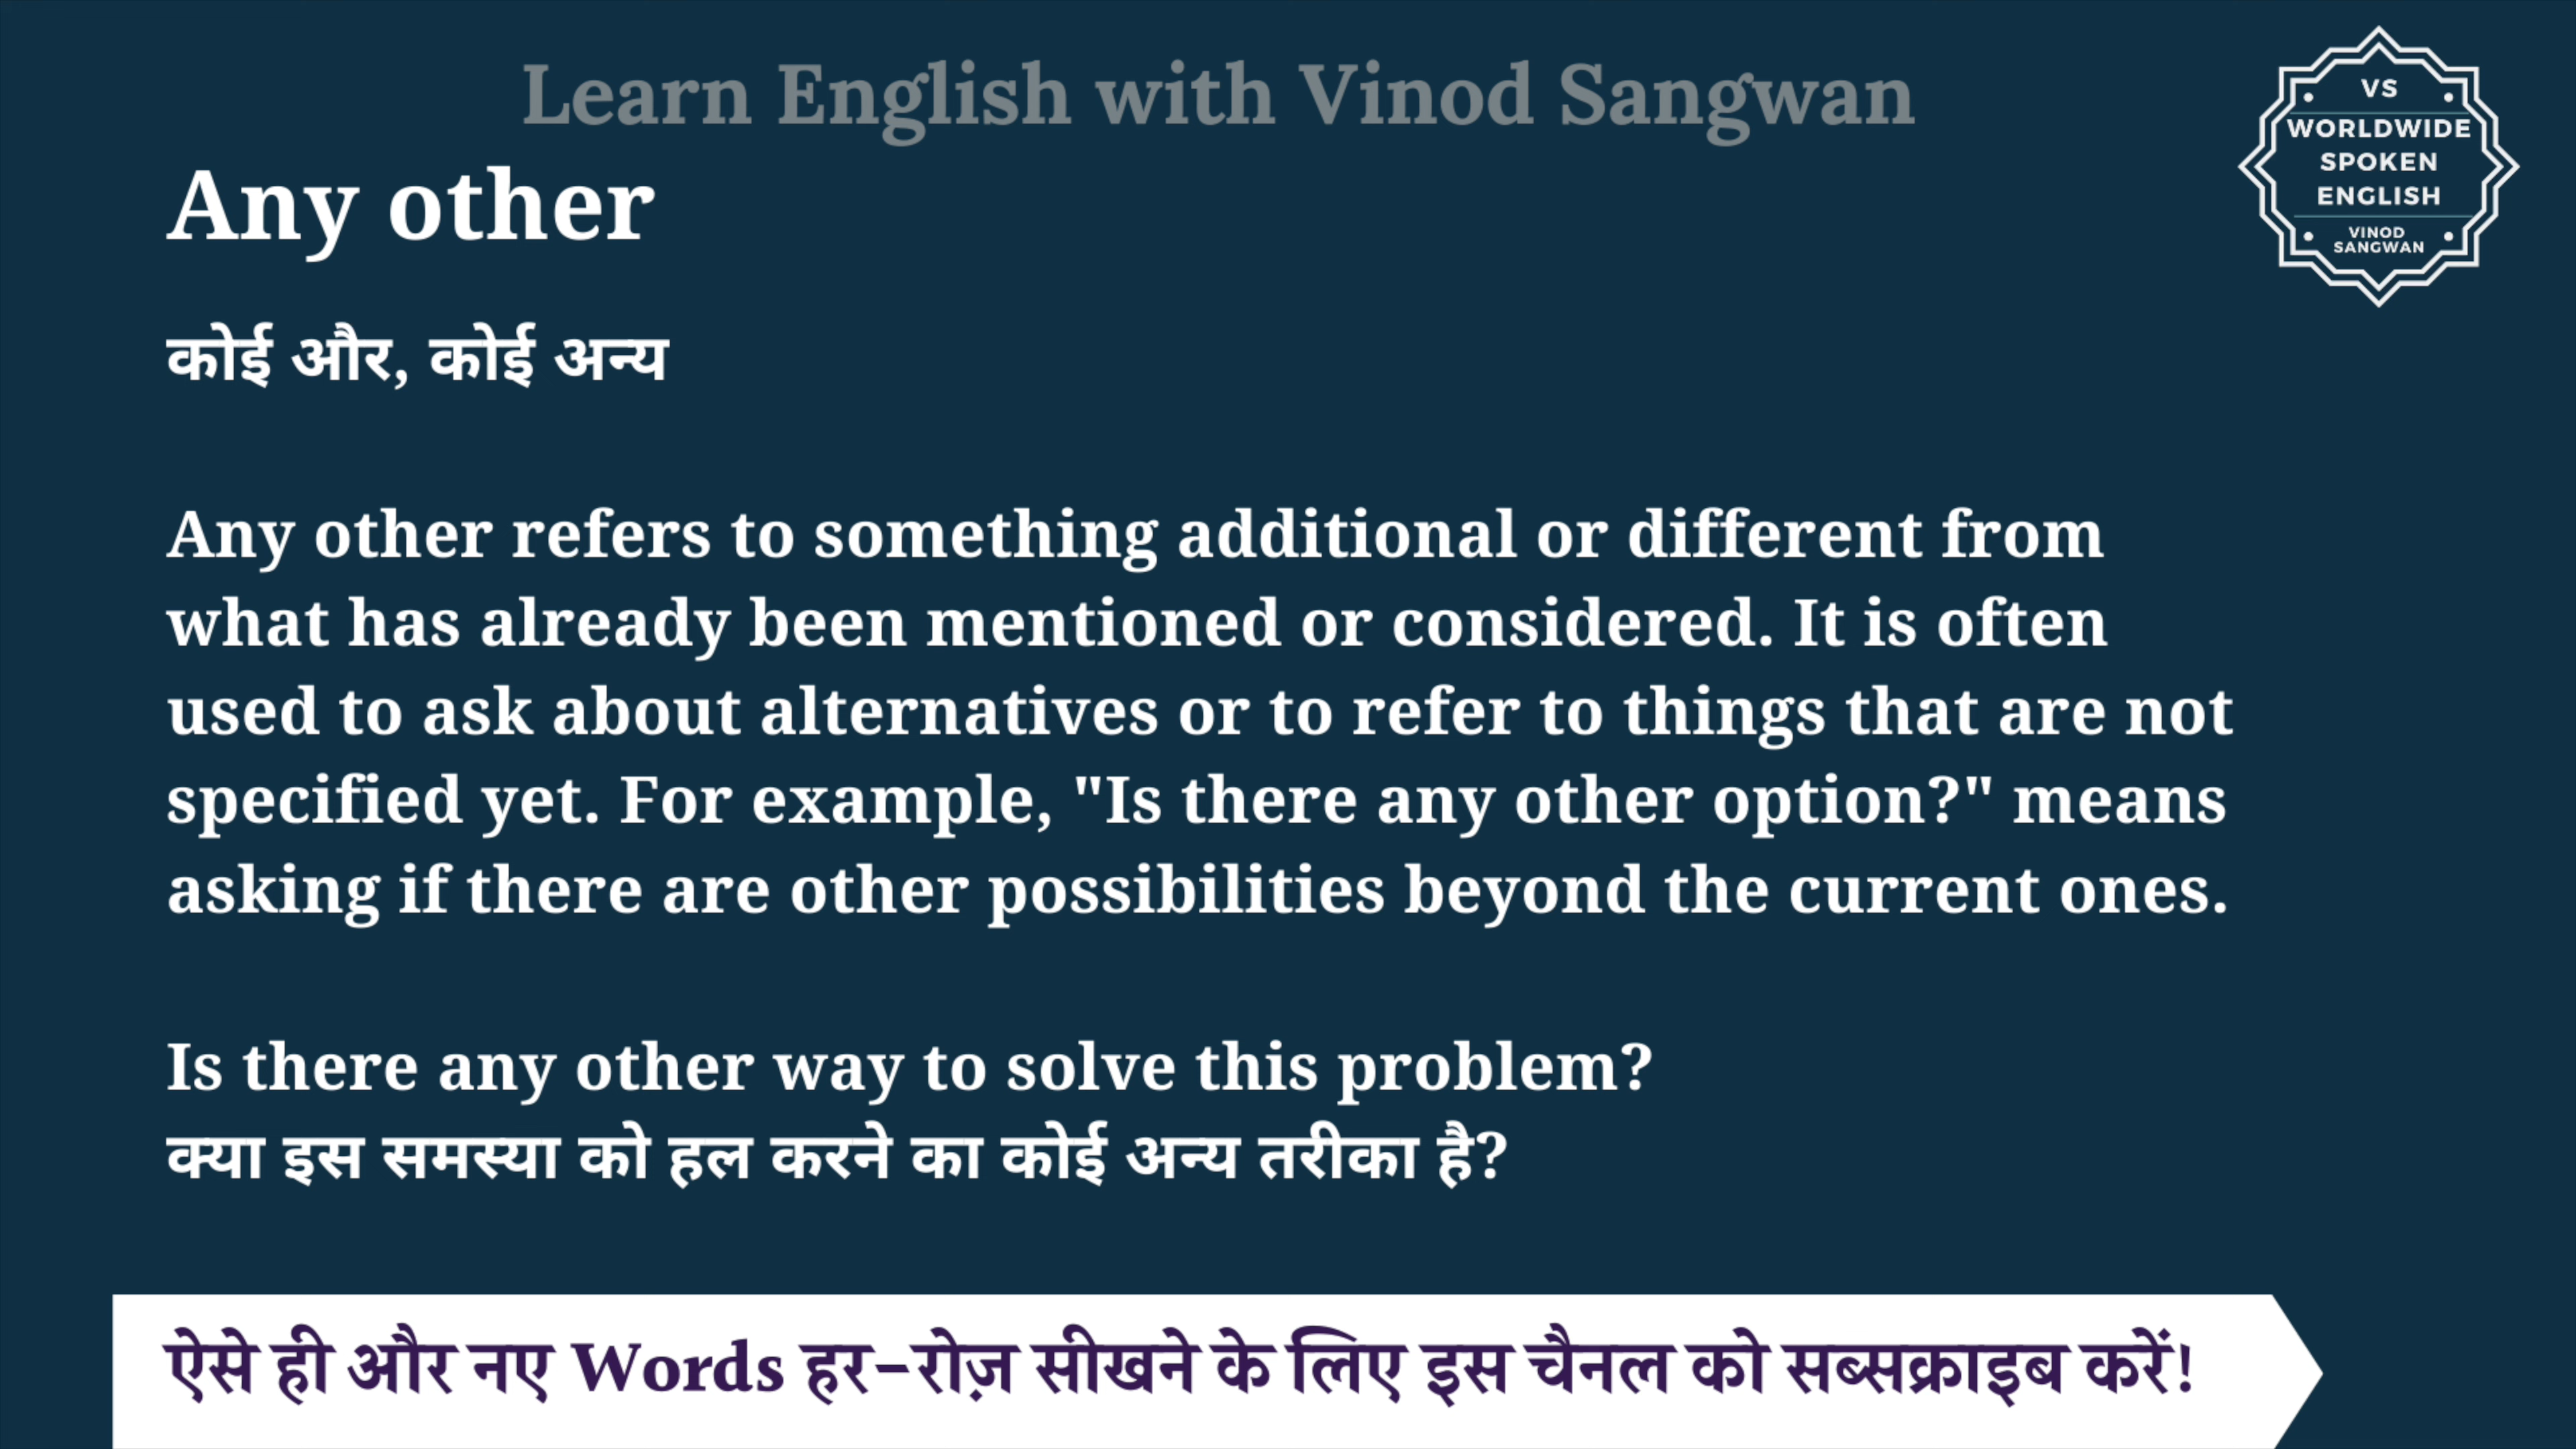 Learn English with Vinod Sangwan
VS
WORLDWIDE
SPOKEN
ENGLISH
VINOD
SANGWAN
Any other
कोई और, कोई अन्य
Any other refers to something additional or different from
what has already been mentioned or considered. It is often
used to ask about alternatives or to refer to things that are not
specified yet. For example, "Is there any other option?" means
asking if there are other possibilities beyond the current ones.
Is there any other way to solve this problem?
क्या इस समस्या को हल करने का कोई अन्य तरीका है?
ऐसे ही और नए Words हर-रोज़ सीखने के लिए इस चैनल को सब्सक्राइब करें!